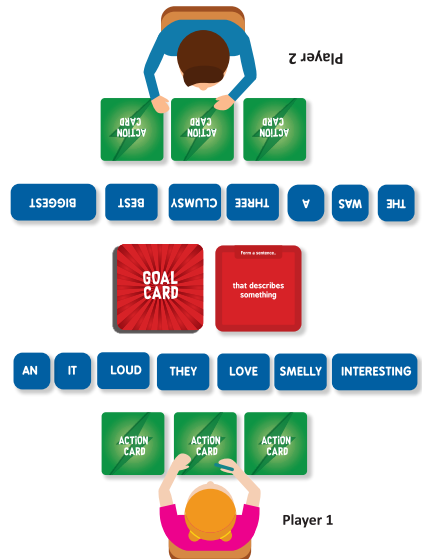 Player 2
ACTION
CARD
ACTION
CARD
ACTION
CARD
BIGGEST
BEST
CLUMSY
THREE
A
WAS
THE
GOAL
CARD
Form a sentence..
that describes
something
AN
IT
LOUD
THEY
LOVE
SMELLY
INTERESTING
ACTION
CARD
ACTION
CARD
ACTION
CARD
Player 1